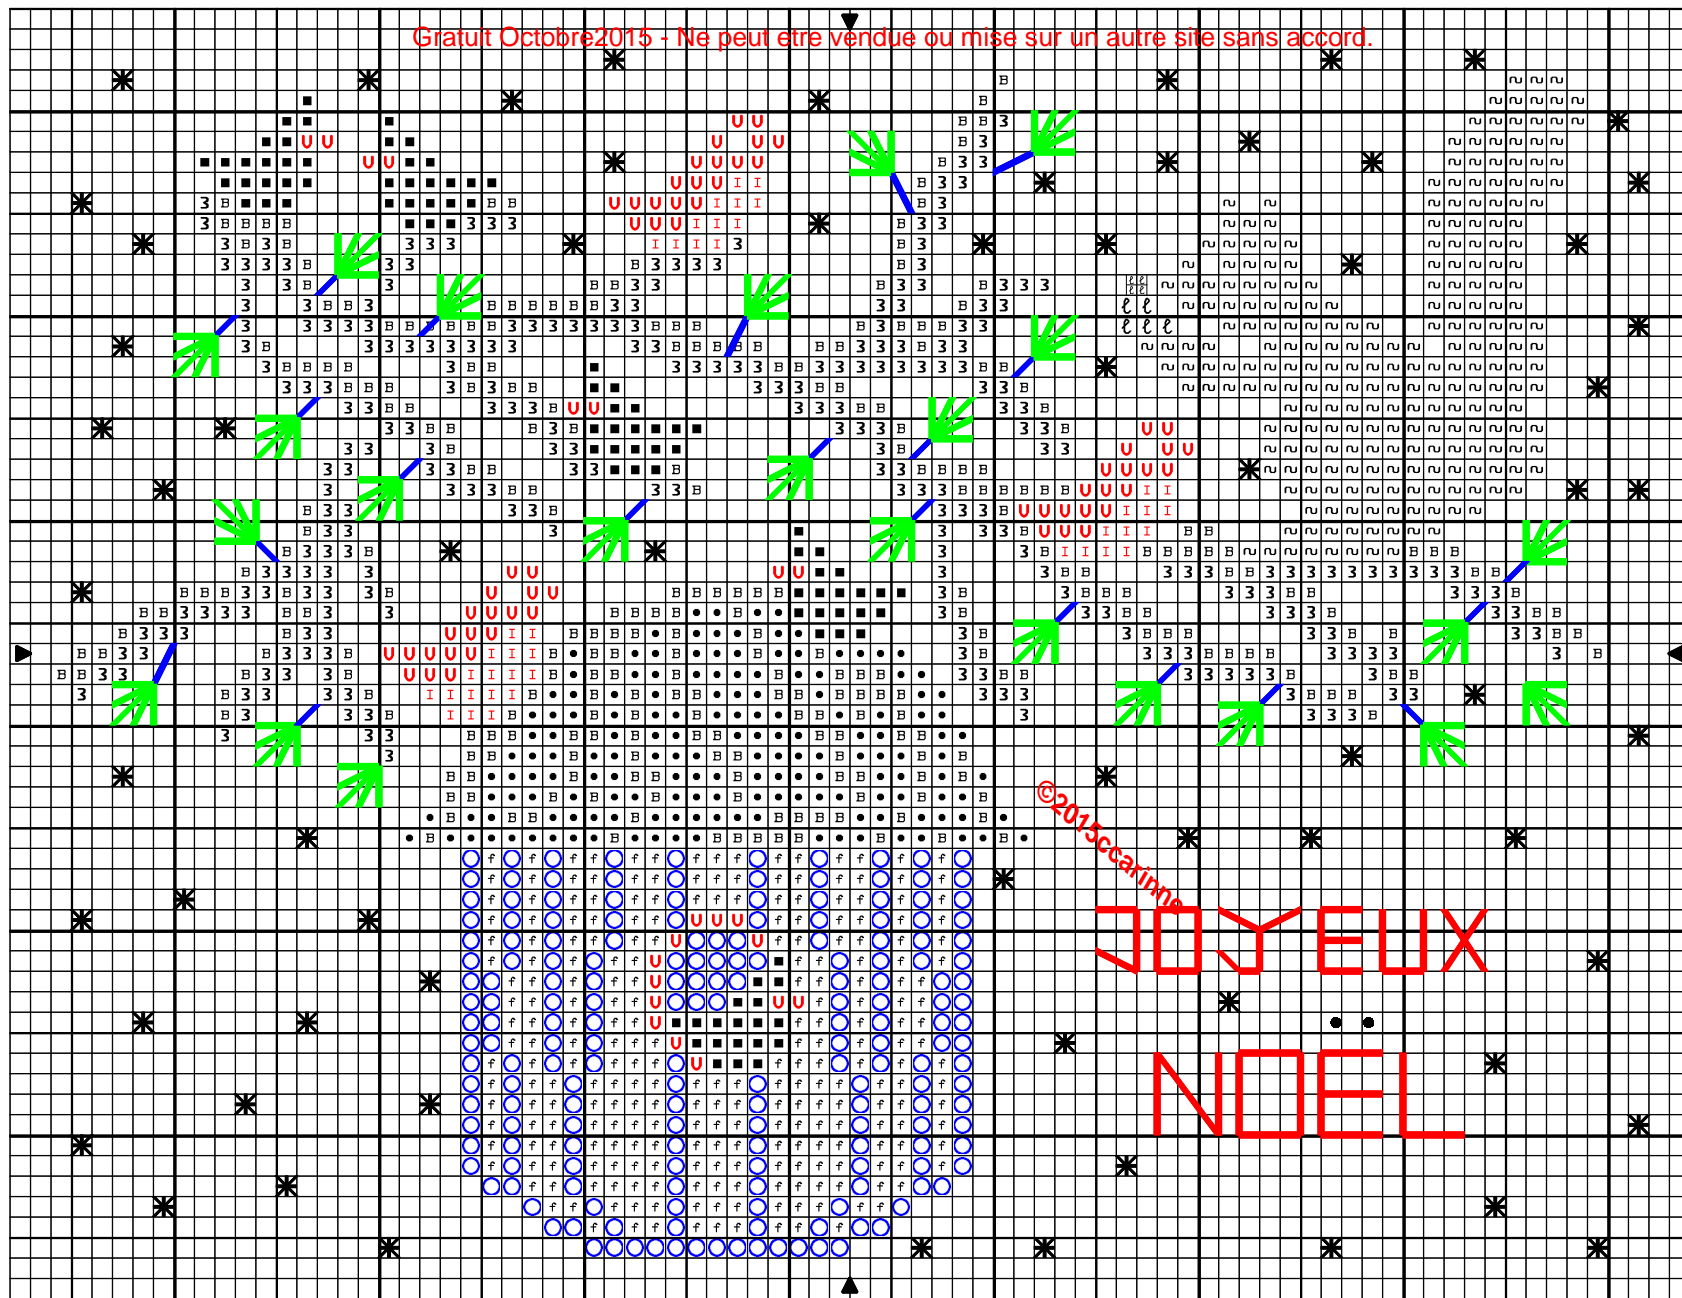 Gratuit Octobre2015 - Ne peut etre vendue ou mise sur un autre site sans accord.
©2015ccarinne
JOYEUX
NOËL